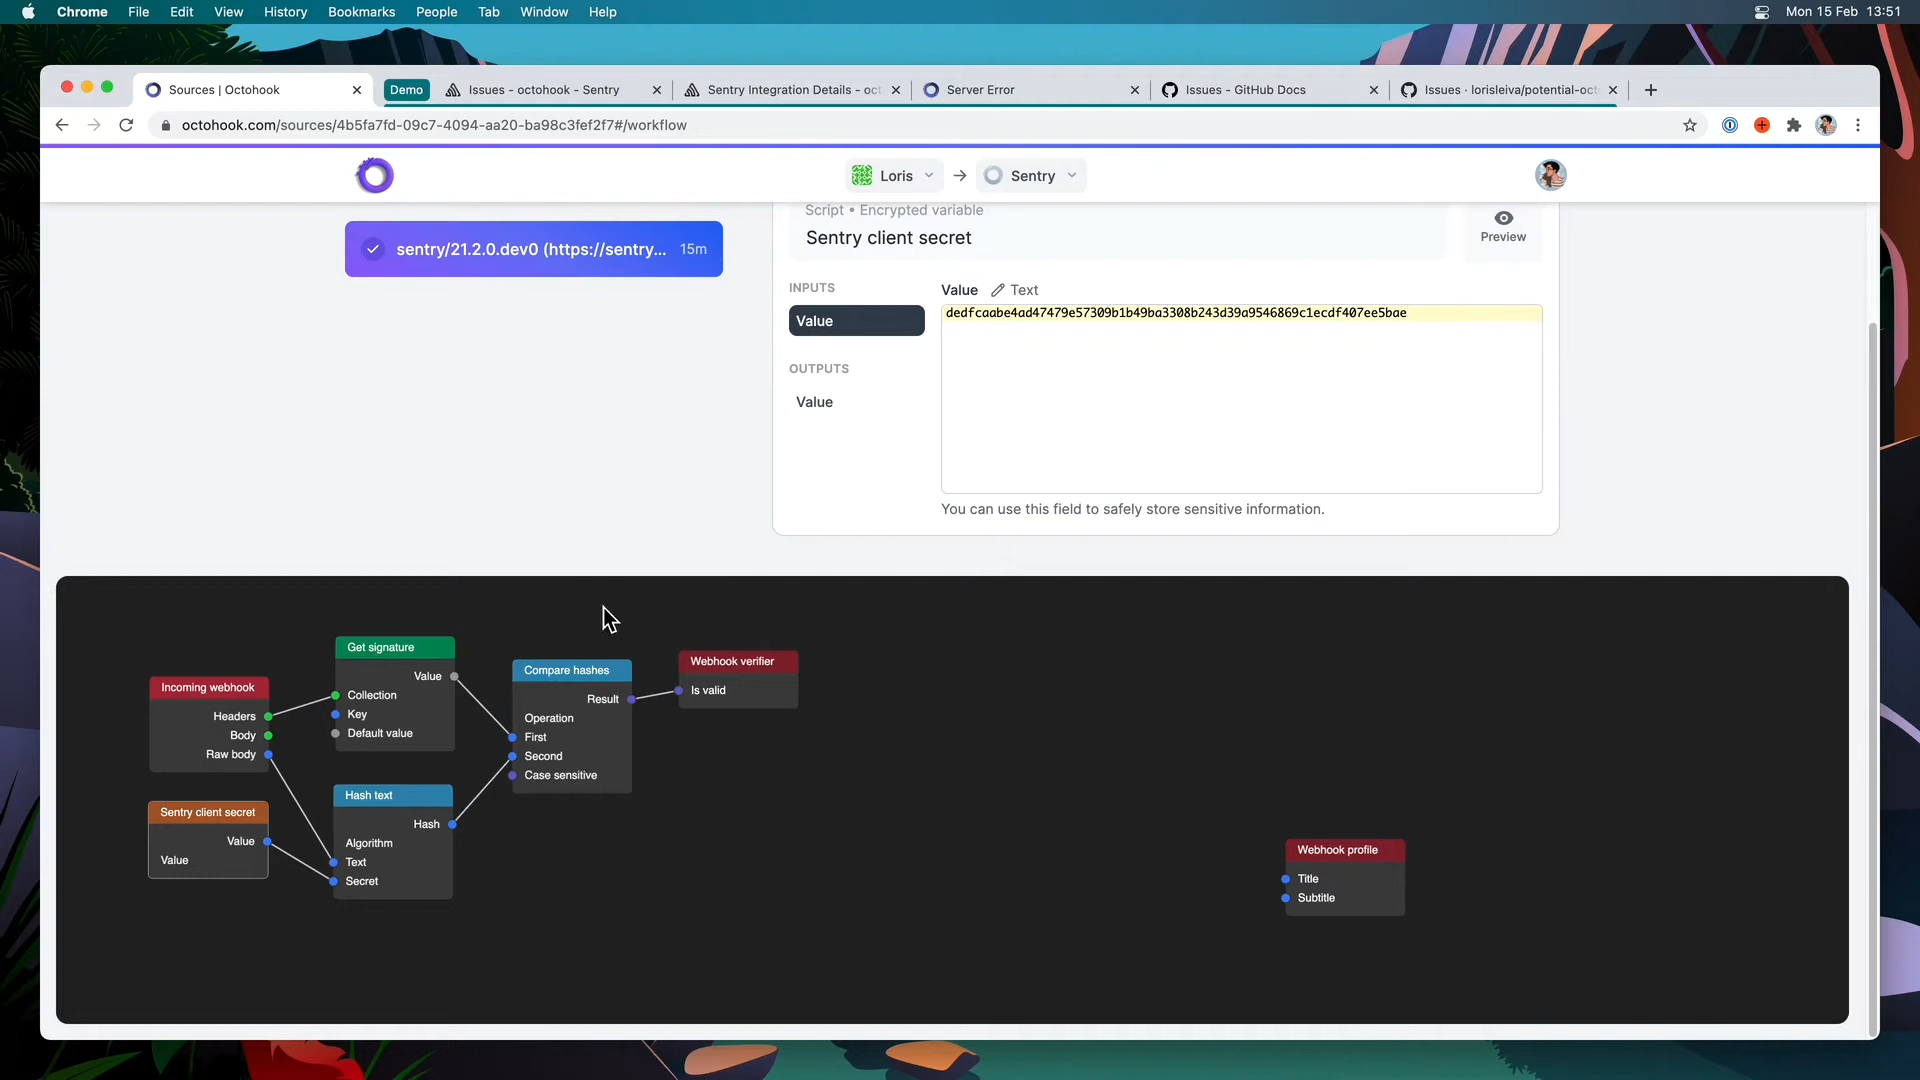 Chrome File Edit View History Bookmarks People Tab Window Help Mon 15 Feb 13:51
Sources | Octohook Demo Issues - octohook - Sentry Sentry Integration Details - oct Server Error Issues - GitHub Docs Issues · lorisleiva/potential-oct
octohook.com/sources/4b5fa7fd-09c7-4094-aa20-ba98c3fef2f7#/workflow
Loris → Sentry
sentry/21.2.0.dev0 (https://sentry... 15m
Script • Encrypted variable
Sentry client secret
Preview
INPUTS
Value
OUTPUTS
Value
Value Text
dedfcaabe4ad47479e57309b1b49ba3308b243d39a9546869c1ecdf407ee5bae
You can use this field to safely store sensitive information.
Incoming webhook
Headers
Body
Raw body
Sentry client secret
Value
Value
Get signature
Value
Collection
Key
Default value
Hash text
Hash
Algorithm
Text
Secret
Compare hashes
Result
Operation
First
Second
Case sensitive
Webhook verifier
Is valid
Webhook profile
Title
Subtitle